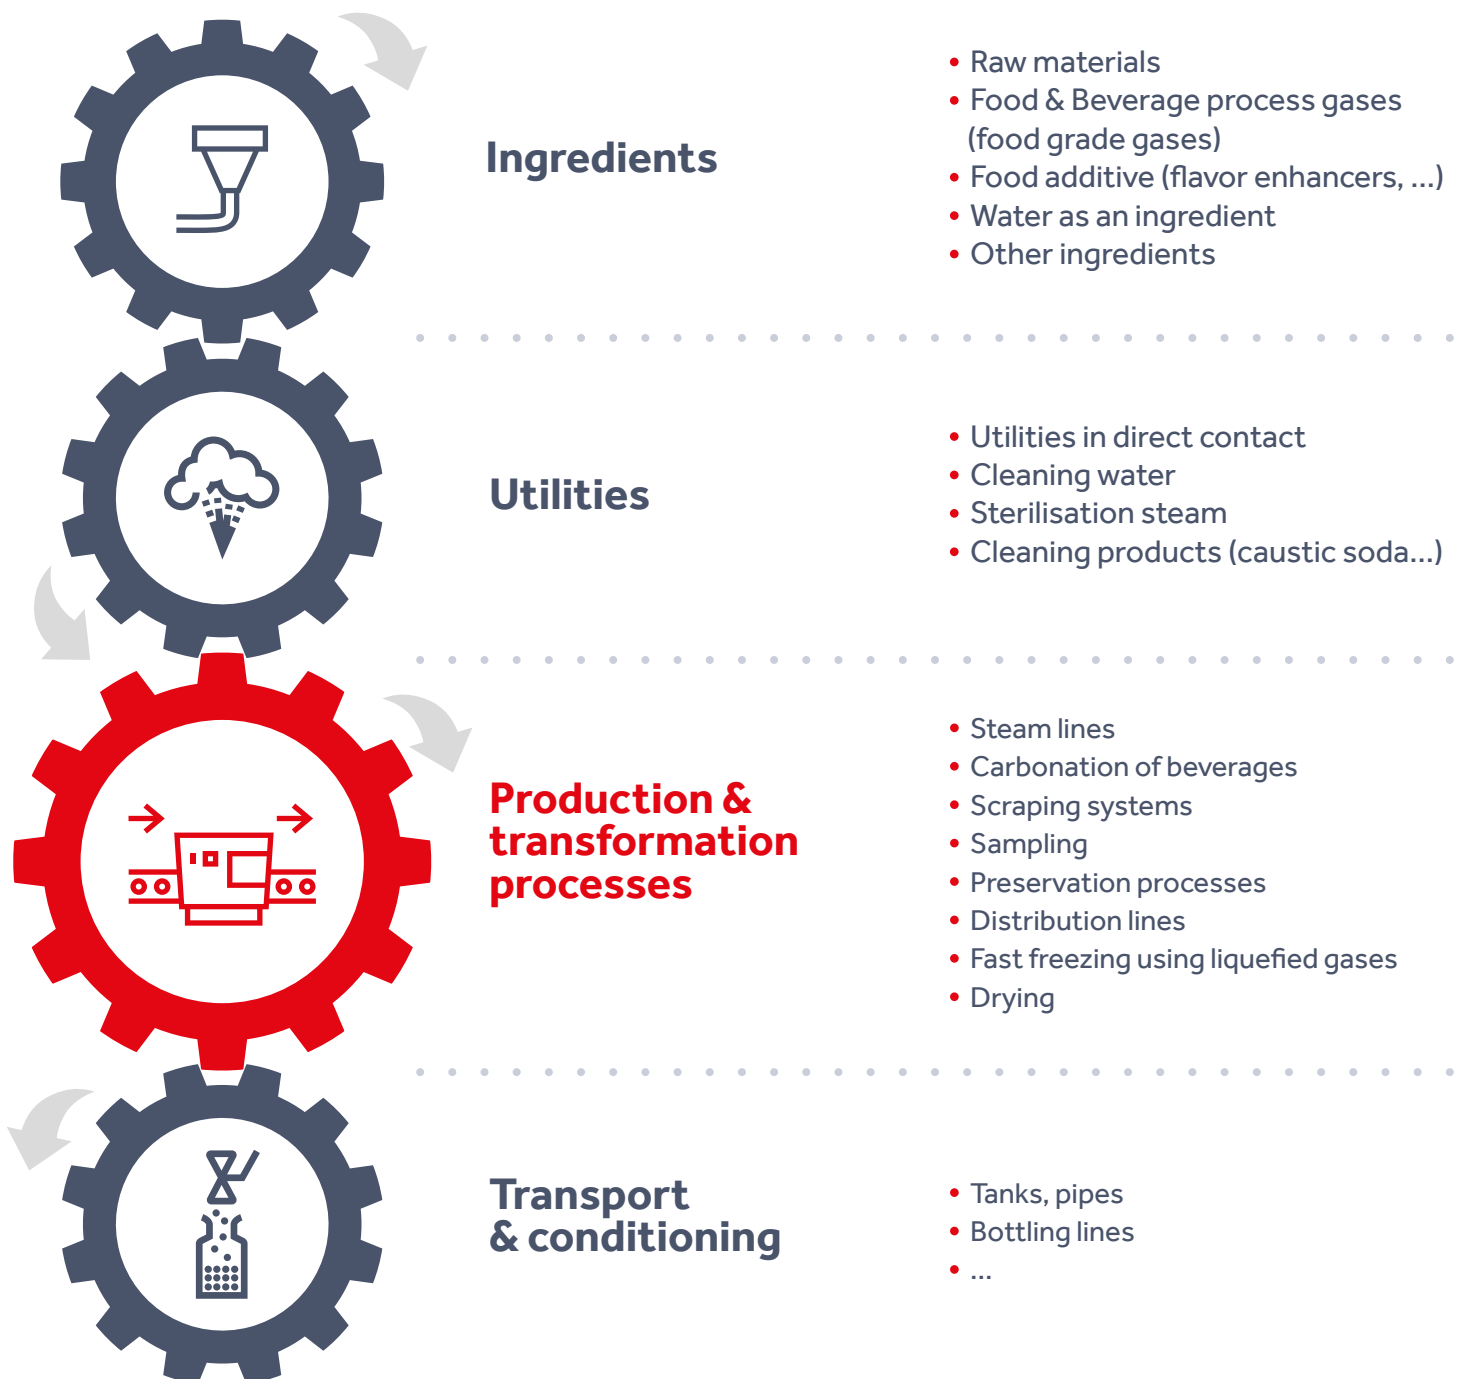 Ingredients
• Raw materials
• Food & Beverage process gases
(food grade gases)
• Food additive (flavor enhancers, ...)
• Water as an ingredient
• Other ingredients
Utilities
• Utilities in direct contact
• Cleaning water
• Sterilisation steam
• Cleaning products (caustic soda...)
Production &
transformation
processes
• Steam lines
• Carbonation of beverages
• Scraping systems
• Sampling
• Preservation processes
• Distribution lines
• Fast freezing using liquefied gases
• Drying
Transport
& conditioning
• Tanks, pipes
• Bottling lines
• ...